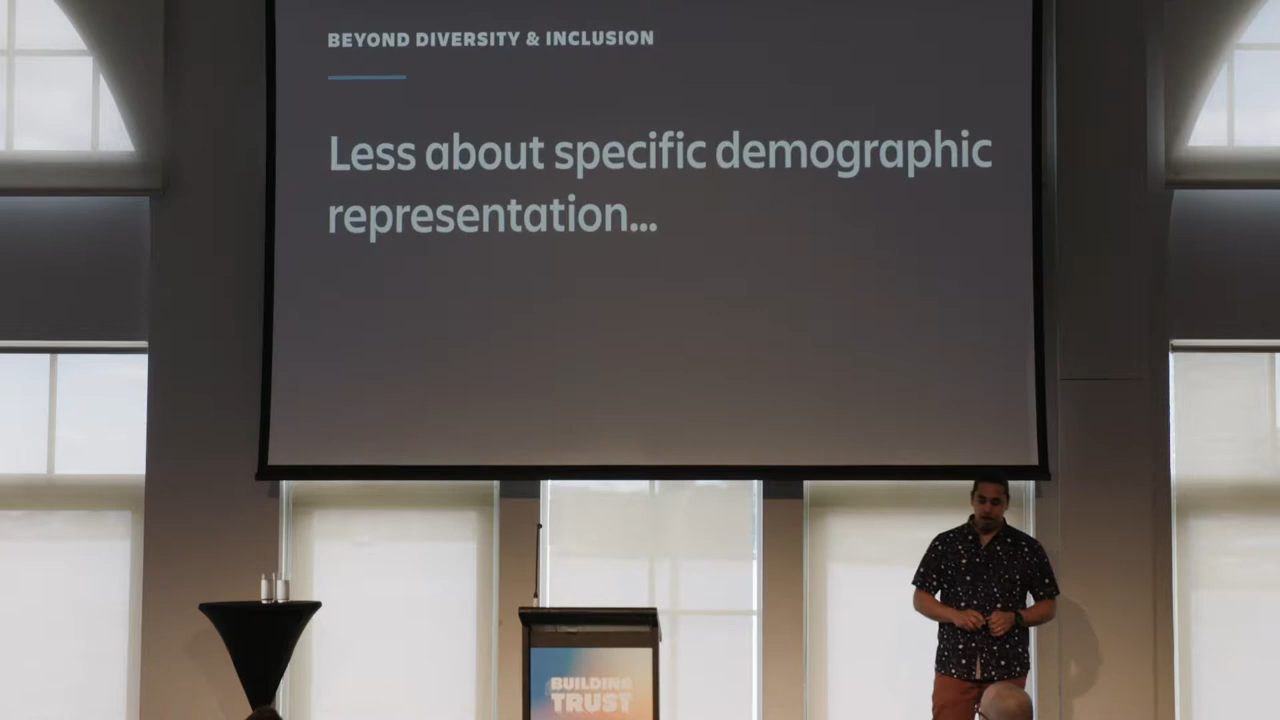 BEYOND DIVERSITY & INCLUSION
Less about specific demographic
representation...
BUILDING
TRUST